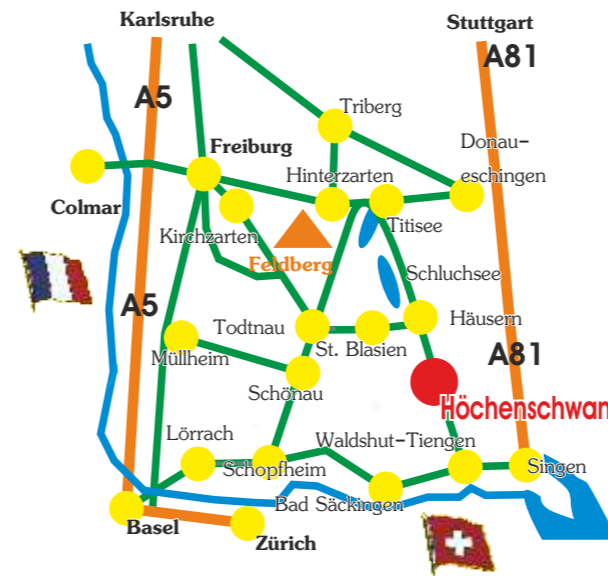 Karlsruhe
Stuttgart
A81
A5
Triberg
Donau-
eschingen
Freiburg
Hinterzarten
Colmar
Kirchzarten
Titisee
Feldberg
Schluchsee
A5
Todtnau
Häusern
Müllheim
St. Blasien
A81
Schönau
Höchenschwan
Lörrach
Waldshut-Tiengen
Schopfheim
Singen
Bad Säckingen
Basel
Zürich